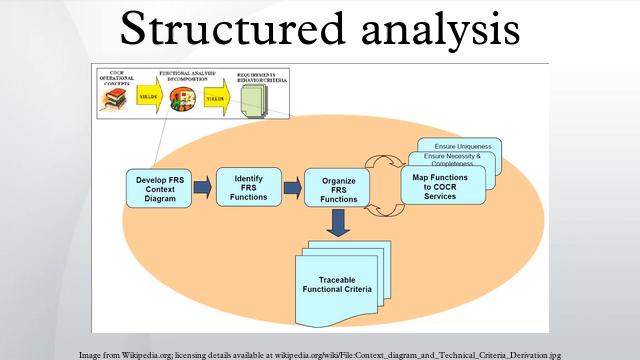 Structured analysis
COCR
OPERATIONAL
CONCEPTS
FUNCTIONAL ANALYSIS/
DECOMPOSITION
REQUIREMENTS
BEHAVIOR/CRITERIA
YIELDS
YIELDS
Ensure Uniqueness
Ensure Necessity &
Completeness
Develop FRS
Context
Diagram
Identify
FRS
Functions
Organize
FRS
Functions
Map Functions
to COCR
Services
Traceable
Functional Criteria
Image from Wikipedia.org; licensing details available at wikipedia.org/wiki/File:Context_diagram_and_Technical_Criteria_Derivation.jpg